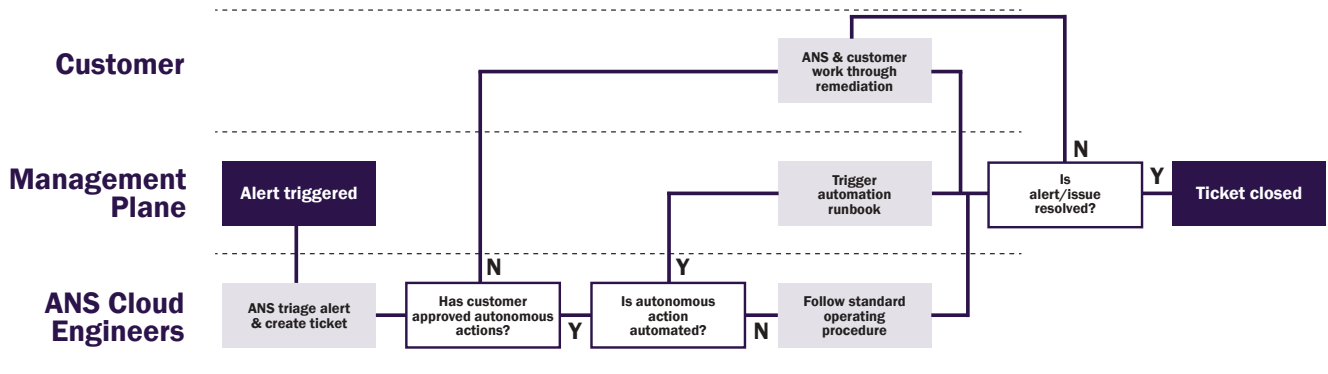 Customer
ANS & customer
work through
remediation
N
Management
Plane
Alert triggered
Trigger
automation
runbook
Is
alert/issue
resolved?
Y
Ticket closed
N
Y
ANS Cloud
Engineers
ANS triage alert
& create ticket
Has customer
approved autonomous
actions?
Y
Is autonomous
action
automated?
N
Follow standard
operating
procedure